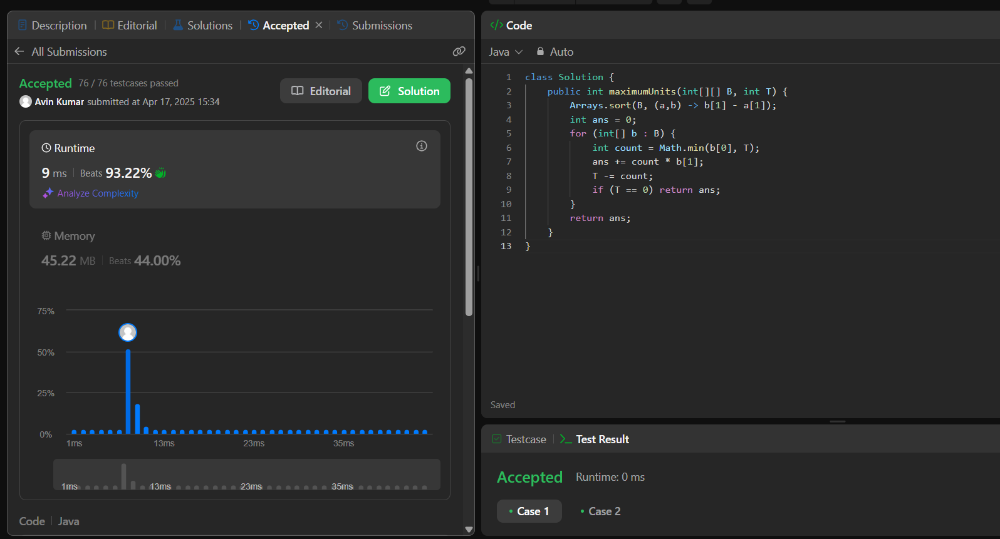 Description
Editorial
Solutions
Accepted
Submissions
All Submissions
Accepted 76 / 76 testcases passed
Avin Kumar submitted at Apr 17, 2025 15:34
Editorial
Solution
Runtime
9 ms Beats 93.22%
Analyze Complexity
Memory
45.22 MB Beats 44.00%
75%
50%
25%
0%
1ms 13ms 23ms 35ms
1ms 13ms 23ms 35ms
Code Java
Code
Java Auto
1 class Solution {
2 public int maximumUnits(int[][] B, int T) {
3 Arrays.sort(B, (a,b) -> b[1] - a[1]);
4 int ans = 0;
5 for (int[] b : B) {
6 int count = Math.min(b[0], T);
7 ans += count * b[1];
8 T -= count;
9 if (T == 0) return ans;
10 }
11 return ans;
12 }
13 }
Saved
Testcase
Test Result
Accepted Runtime: 0 ms
Case 1 Case 2